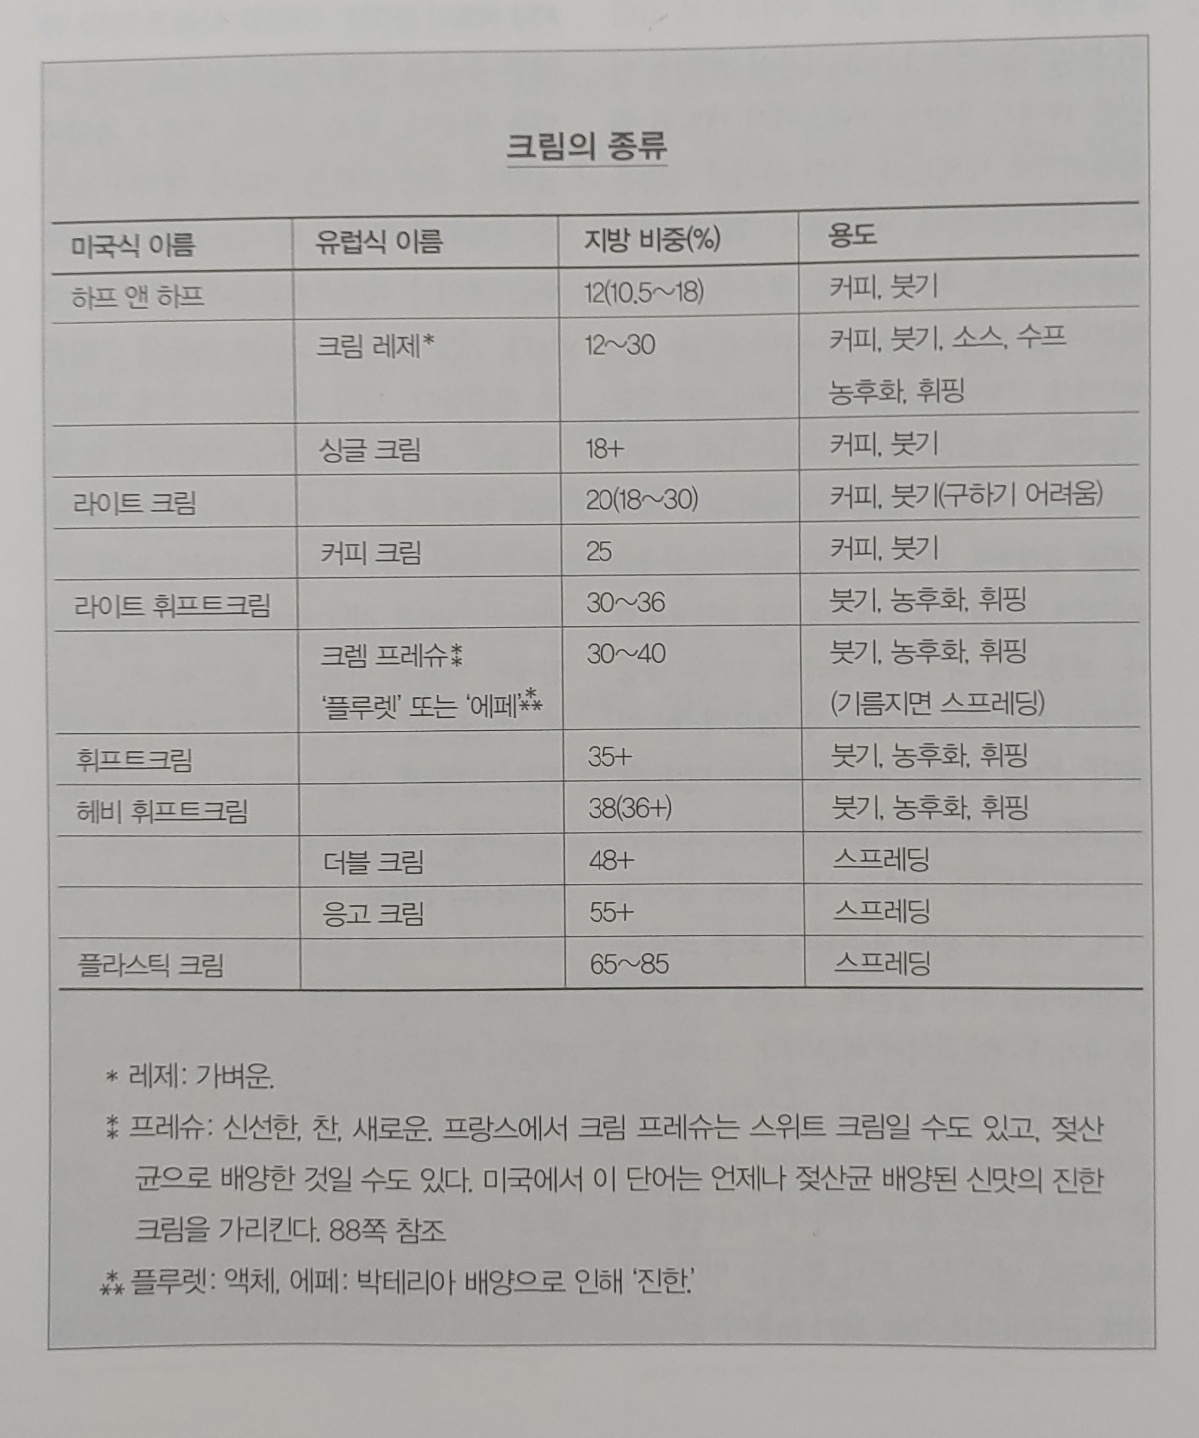 크림의 종류
미국식 이름 유럽식 이름 지방 비중(%) 용도
하프 앤 하프 12(10.5~18) 커피, 붓기
크림 레제* 12~30 커피, 붓기, 소스, 수프
농후화, 휘핑
싱글 크림 18+ 커피, 붓기
라이트 크림 20(18~30) 커피, 붓기(구하기 어려움)
커피 크림 25 커피, 붓기
라이트 휘프트크림 30~36 붓기, 농후화, 휘핑
크렘 프레슈⁑ 30~40 붓기, 농후화, 휘핑
‘플루렛’ 또는 ‘에페’⁂ (기름지면 스프레딩)
휘프트크림 35+ 붓기, 농후화, 휘핑
헤비 휘프트크림 38(36+) 붓기, 농후화, 휘핑
더블 크림 48+ 스프레딩
응고 크림 55+ 스프레딩
플라스틱 크림 65~85 스프레딩
* 레제: 가벼운.
⁑ 프레슈: 신선한, 찬, 새로운. 프랑스에서 크림 프레슈는 스위트 크림일 수도 있고, 젖산
균으로 배양한 것일 수도 있다. 미국에서 이 단어는 언제나 젖산균 배양된 신맛의 진한
크림을 가리킨다. 88쪽 참조
⁂ 플루렛: 액체, 에페: 박테리아 배양으로 인해 ‘진한.’